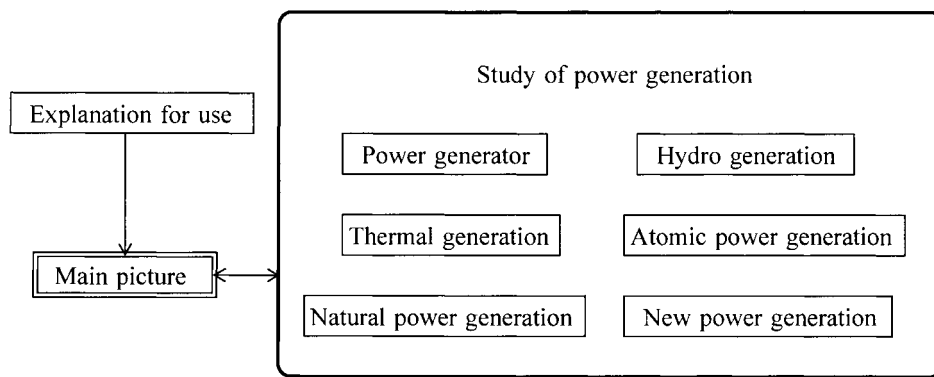 Study of power generation
Explanation for use
Power generator
Hydro generation
Thermal generation
Atomic power generation
Main picture
Natural power generation
New power generation